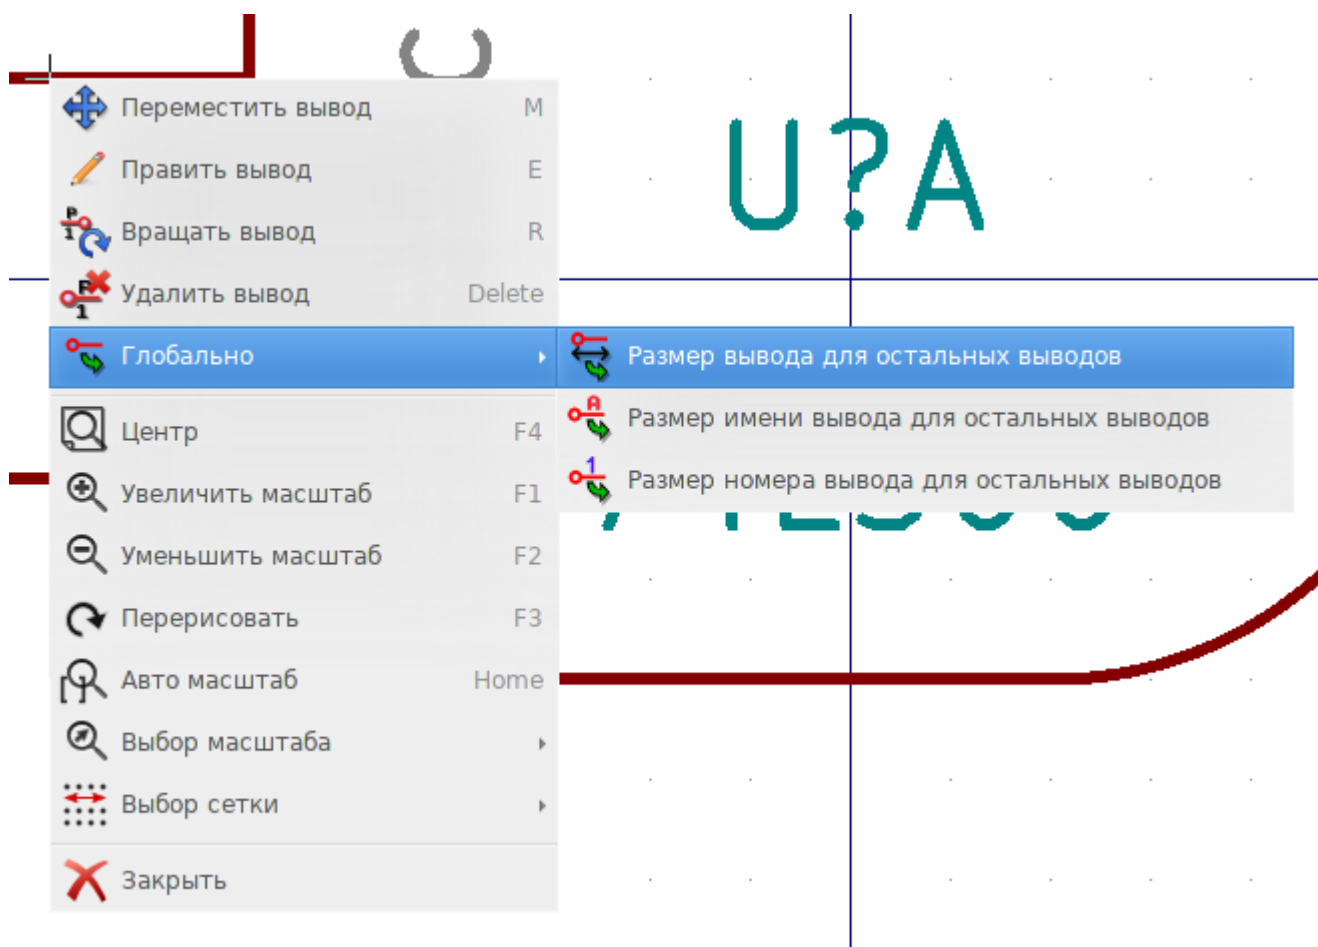 U?A
Переместить вывод M
Править вывод E
Вращать вывод R
Удалить вывод Delete
Глобально
Размер вывода для остальных выводов
Размер имени вывода для остальных выводов
Размер номера вывода для остальных выводов
Центр F4
Увеличить масштаб F1
Уменьшить масштаб F2
Перерисовать F3
Авто масштаб Home
Выбор масштаба
Выбор сетки
Закрыть